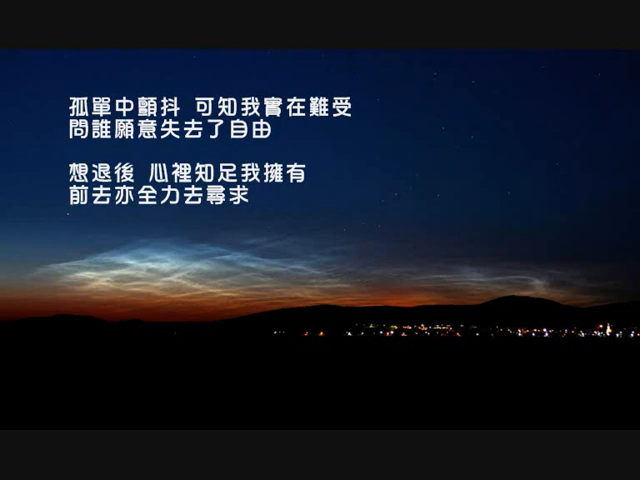 孤單中顫抖 可知我實在難受
問誰願意失去了自由
想退後 心裡知足我擁有
前去亦全力去尋求